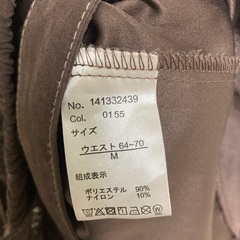 No. 141332439
Col. 0155
サイズ
ウエスト 64~70
M
組成表示
ポリエステル 90%
ナイロン 10%